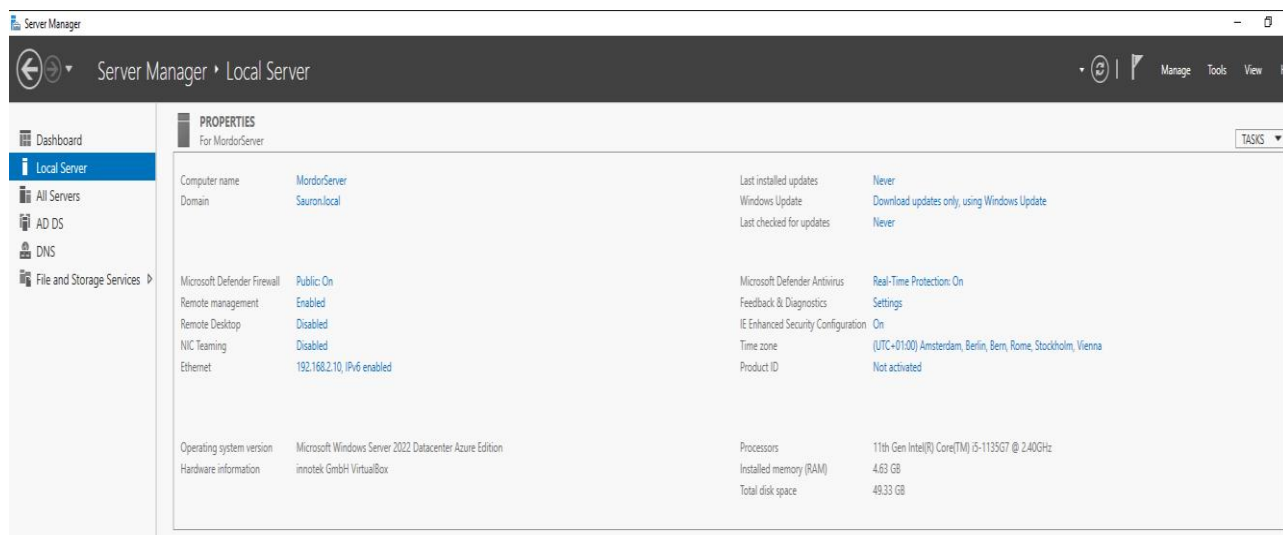 Server Manager
Server Manager • Local Server
Manage Tools View
Dashboard
Local Server
All Servers
AD DS
DNS
File and Storage Services
PROPERTIES
For MordorServer
TASKS
Computer name MordorServer
Domain Sauron.local
Last installed updates Never
Windows Update Download updates only, using Windows Update
Last checked for updates Never
Microsoft Defender Firewall Public: On
Remote management Enabled
Remote Desktop Disabled
NIC Teaming Disabled
Ethernet 192.168.2.10, IPv6 enabled
Microsoft Defender Antivirus Real-Time Protection: On
Feedback & Diagnostics Settings
IE Enhanced Security Configuration On
Time zone (UTC+01:00) Amsterdam, Berlin, Bern, Rome, Stockholm, Vienna
Product ID Not activated
Operating system version Microsoft Windows Server 2022 Datacenter Azure Edition
Hardware information innotek GmbH VirtualBox
Processors 11th Gen Intel(R) Core(TM) i5-1135G7 @ 2.40GHz
Installed memory (RAM) 4.63 GB
Total disk space 49.33 GB